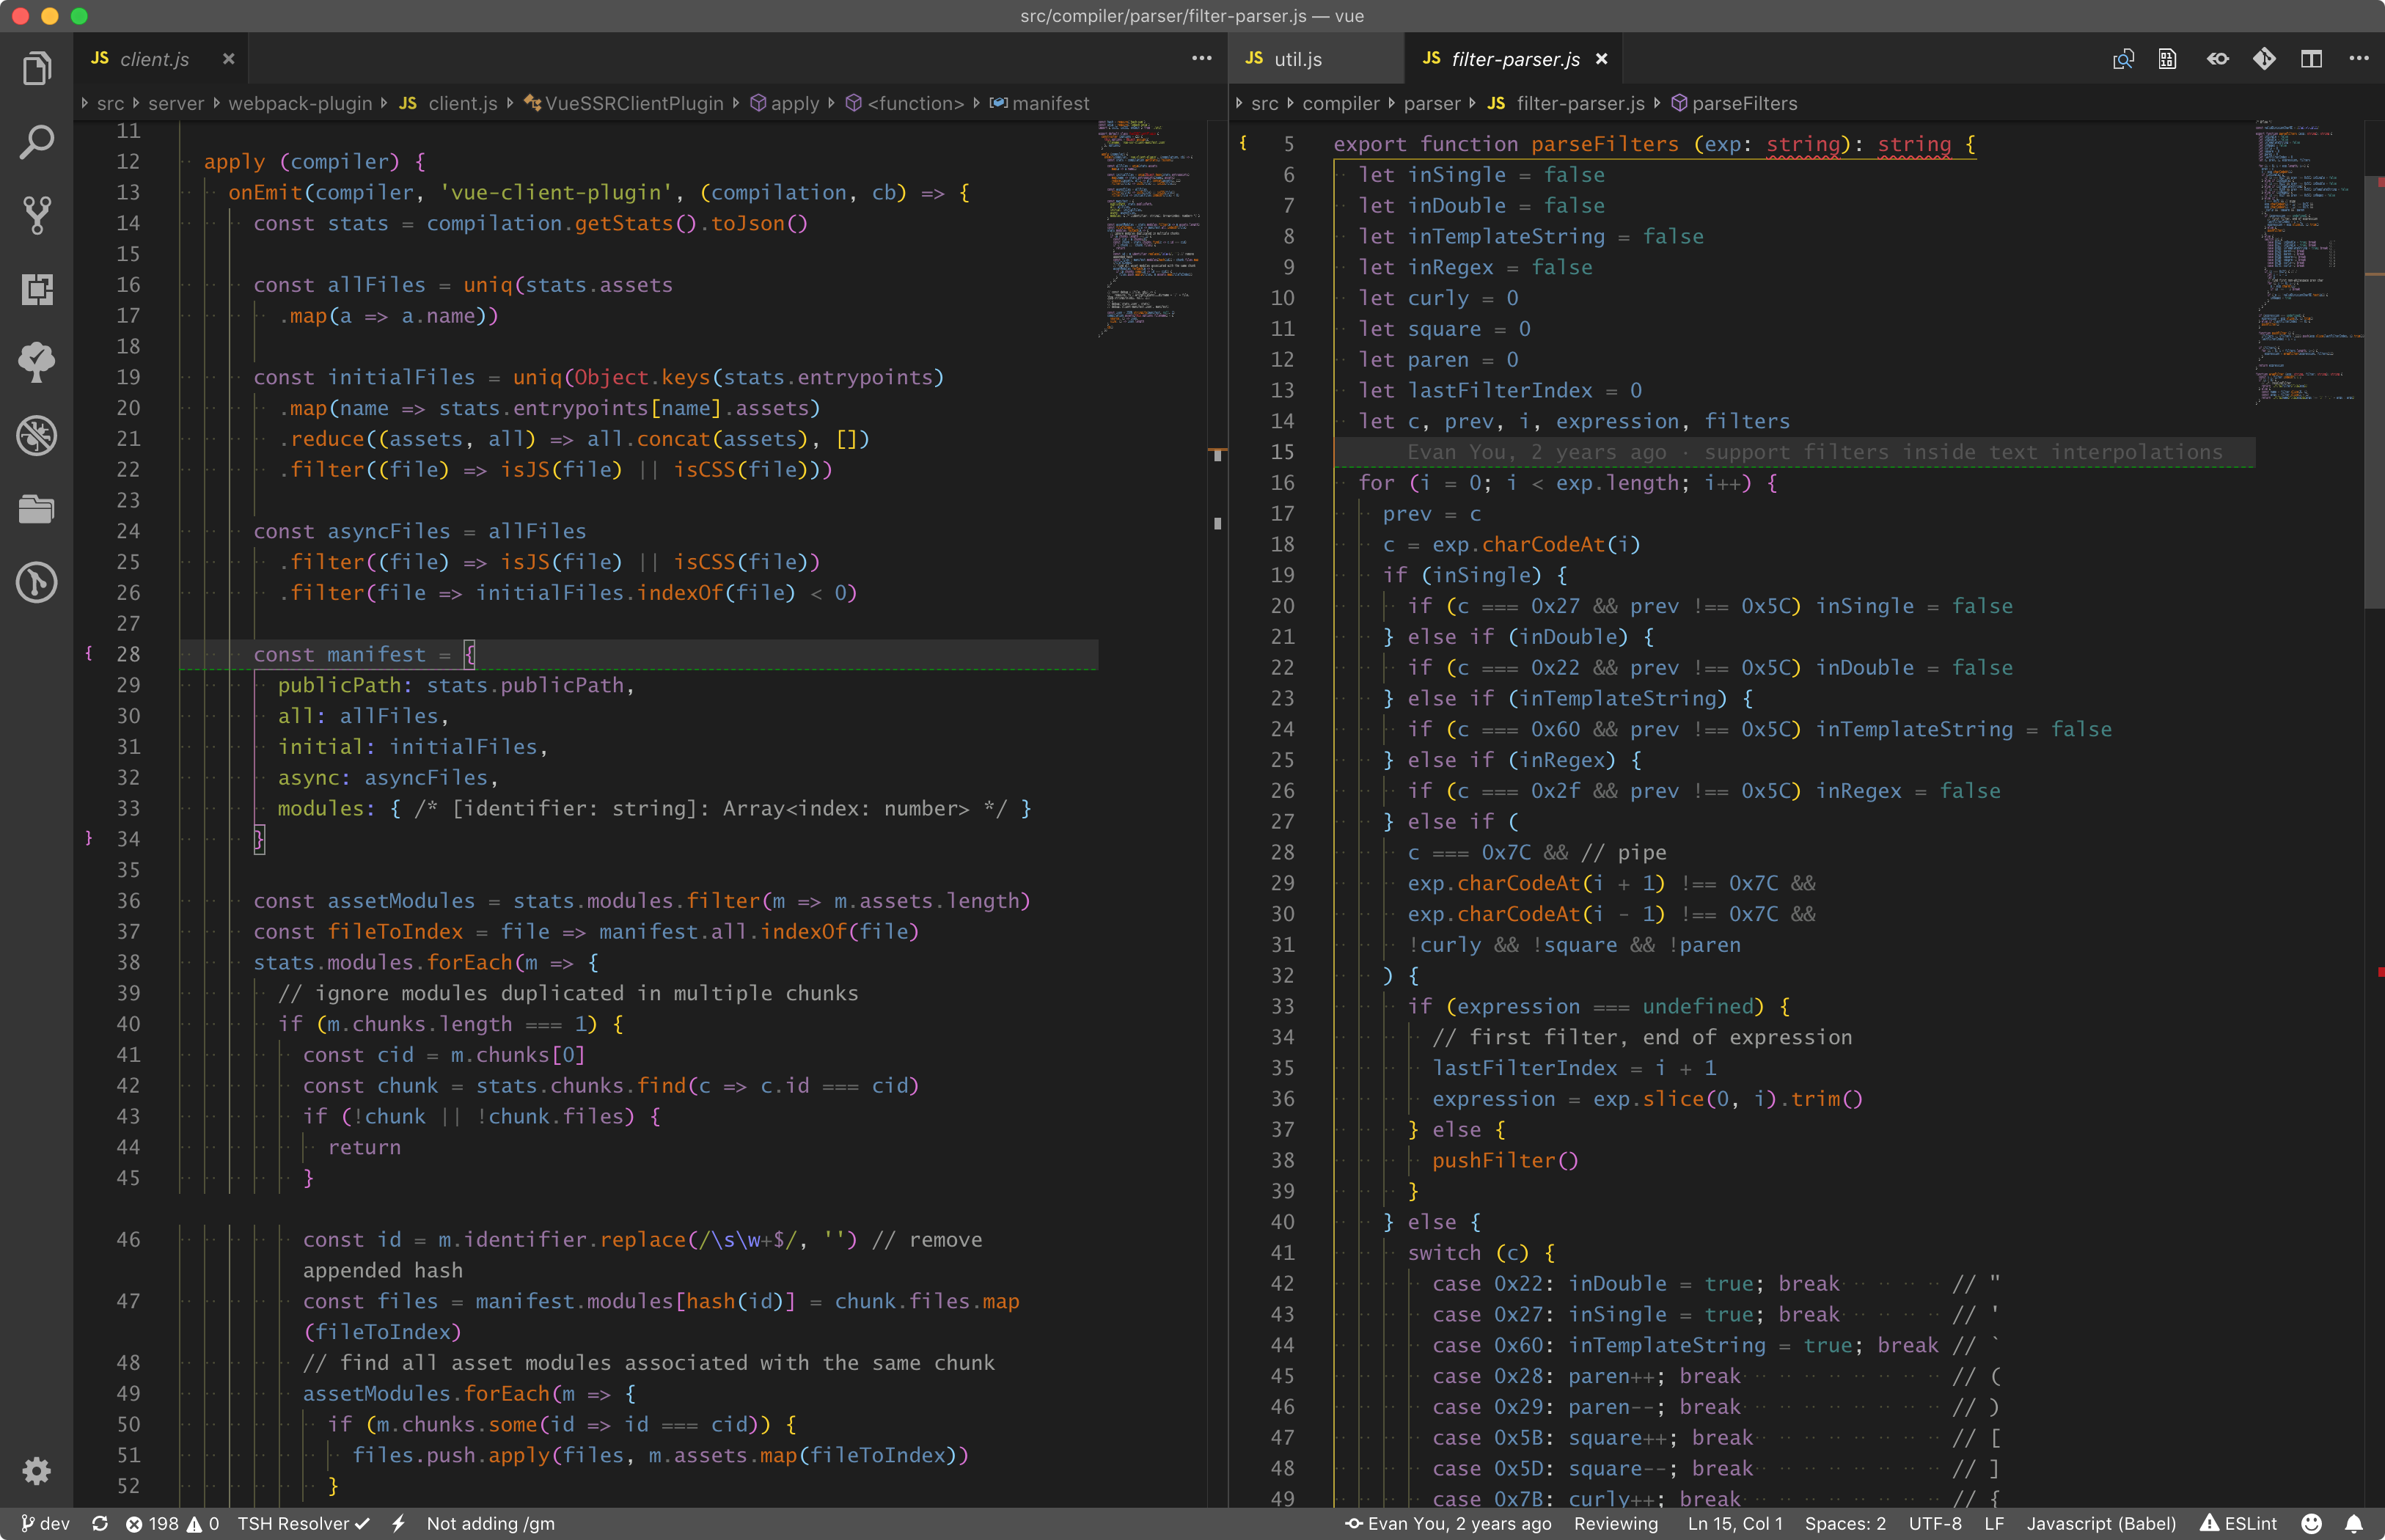 src/compiler/parser/filter-parser.js — vue
JS client.js ×
src server webpack-plugin JS client.js VueSSRClientPlugin apply <function> manifest
11
12 apply (compiler) {
13 onEmit(compiler, 'vue-client-plugin', (compilation, cb) => {
14 const stats = compilation.getStats().toJson()
15
16 const allFiles = uniq(stats.assets
17 .map(a => a.name))
18
19 const initialFiles = uniq(Object.keys(stats.entrypoints)
20 .map(name => stats.entrypoints[name].assets)
21 .reduce((assets, all) => all.concat(assets), [])
22 .filter((file) => isJS(file) || isCSS(file)))
23
24 const asyncFiles = allFiles
25 .filter((file) => isJS(file) || isCSS(file))
26 .filter(file => initialFiles.indexOf(file) < 0)
27
{ 28 const manifest = {
29 publicPath: stats.publicPath,
30 all: allFiles,
31 initial: initialFiles,
32 async: asyncFiles,
33 modules: { /* [identifier: string]: Array<index: number> */ }
} 34 }
35
36 const assetModules = stats.modules.filter(m => m.assets.length)
37 const fileToIndex = file => manifest.all.indexOf(file)
38 stats.modules.forEach(m => {
39 // ignore modules duplicated in multiple chunks
40 if (m.chunks.length === 1) {
41 const cid = m.chunks[0]
42 const chunk = stats.chunks.find(c => c.id === cid)
43 if (!chunk || !chunk.files) {
44 return
45 }
46 const id = m.identifier.replace(/\s\w+$/, '') // remove
appended hash
47 const files = manifest.modules[hash(id)] = chunk.files.map
(fileToIndex)
48 // find all asset modules associated with the same chunk
49 assetModules.forEach(m => {
50 if (m.chunks.some(id => id === cid)) {
51 files.push.apply(files, m.assets.map(fileToIndex))
52 }
JS util.js JS filter-parser.js ×
src compiler parser JS filter-parser.js parseFilters
{ 5 export function parseFilters (exp: string): string {
6 let inSingle = false
7 let inDouble = false
8 let inTemplateString = false
9 let inRegex = false
10 let curly = 0
11 let square = 0
12 let paren = 0
13 let lastFilterIndex = 0
14 let c, prev, i, expression, filters
15 Evan You, 2 years ago · support filters inside text interpolations
16 for (i = 0; i < exp.length; i++) {
17 prev = c
18 c = exp.charCodeAt(i)
19 if (inSingle) {
20 if (c === 0x27 && prev !== 0x5C) inSingle = false
21 } else if (inDouble) {
22 if (c === 0x22 && prev !== 0x5C) inDouble = false
23 } else if (inTemplateString) {
24 if (c === 0x60 && prev !== 0x5C) inTemplateString = false
25 } else if (inRegex) {
26 if (c === 0x2f && prev !== 0x5C) inRegex = false
27 } else if (
28 c === 0x7C && // pipe
29 exp.charCodeAt(i + 1) !== 0x7C &&
30 exp.charCodeAt(i - 1) !== 0x7C &&
31 !curly && !square && !paren
32 ) {
33 if (expression === undefined) {
34 // first filter, end of expression
35 lastFilterIndex = i + 1
36 expression = exp.slice(0, i).trim()
37 } else {
38 pushFilter()
39 }
40 } else {
41 switch (c) {
42 case 0x22: inDouble = true; break // "
43 case 0x27: inSingle = true; break // '
44 case 0x60: inTemplateString = true; break // `
45 case 0x28: paren++; break // (
46 case 0x29: paren--; break // )
47 case 0x5B: square++; break // [
48 case 0x5D: square--; break // ]
49 case 0x7B: curly++; break // {
dev 198 0 TSH Resolver ✓ Not adding /gm Evan You, 2 years ago Reviewing Ln 15, Col 1 Spaces: 2 UTF-8 LF Javascript (Babel) ESLint